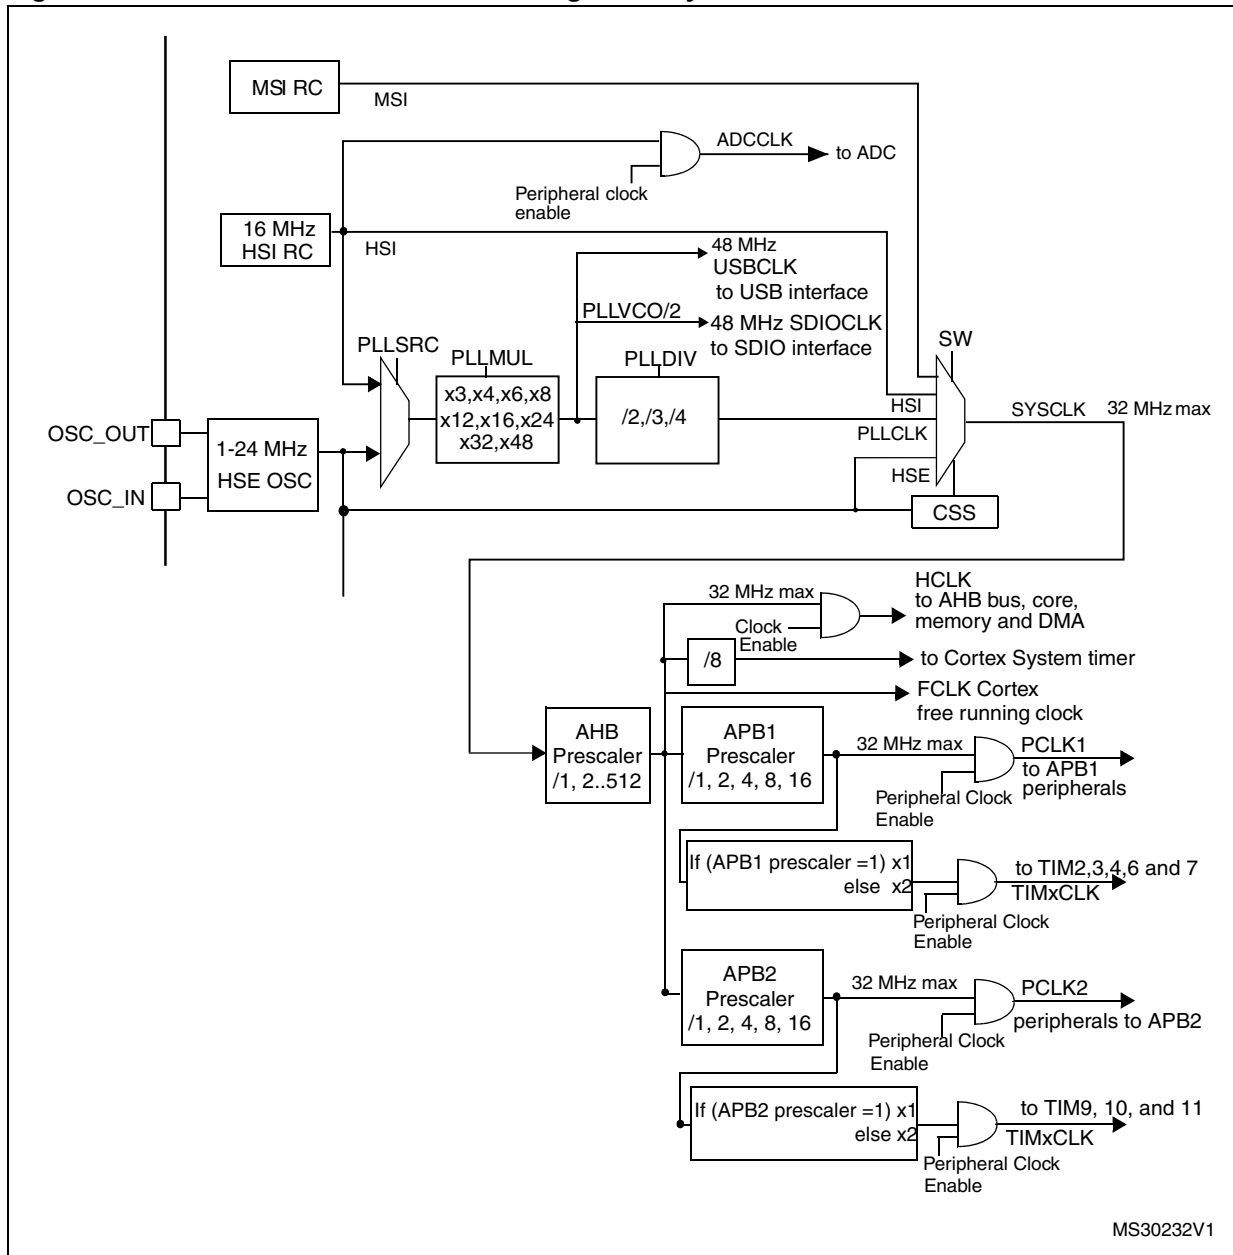 MSI RC
MSI
ADCCLK
to ADC
Peripheral clock
enable
16 MHz
HSI RC
HSI
48 MHz
USBCLK
to USB interface
PLLVCO/2
48 MHz SDIOCLK
to SDIO interface
PLLSRC
PLLMUL
PLLDIV
SW
x3,x4,x6,x8
x12,x16,x24
x32,x48
/2,/3,/4
HSI
PLLCLK
HSE
SYSCLK
32 MHz max
OSC_OUT
OSC_IN
1-24 MHz
HSE OSC
CSS
32 MHz max
HCLK
to AHB bus, core,
memory and DMA
Clock
Enable
/8
to Cortex System timer
FCLK Cortex
free running clock
AHB
Prescaler
/1, 2..512
APB1
Prescaler
/1, 2, 4, 8, 16
32 MHz max
PCLK1
to APB1
peripherals
Peripheral Clock
Enable
If (APB1 prescaler =1) x1
else x2
to TIM2,3,4,6 and 7
TIMxCLK
Peripheral Clock
Enable
APB2
Prescaler
/1, 2, 4, 8, 16
32 MHz max
PCLK2
peripherals to APB2
Peripheral Clock
Enable
If (APB2 prescaler =1) x1
else x2
to TIM9, 10, and 11
TIMxCLK
Peripheral Clock
Enable
MS30232V1